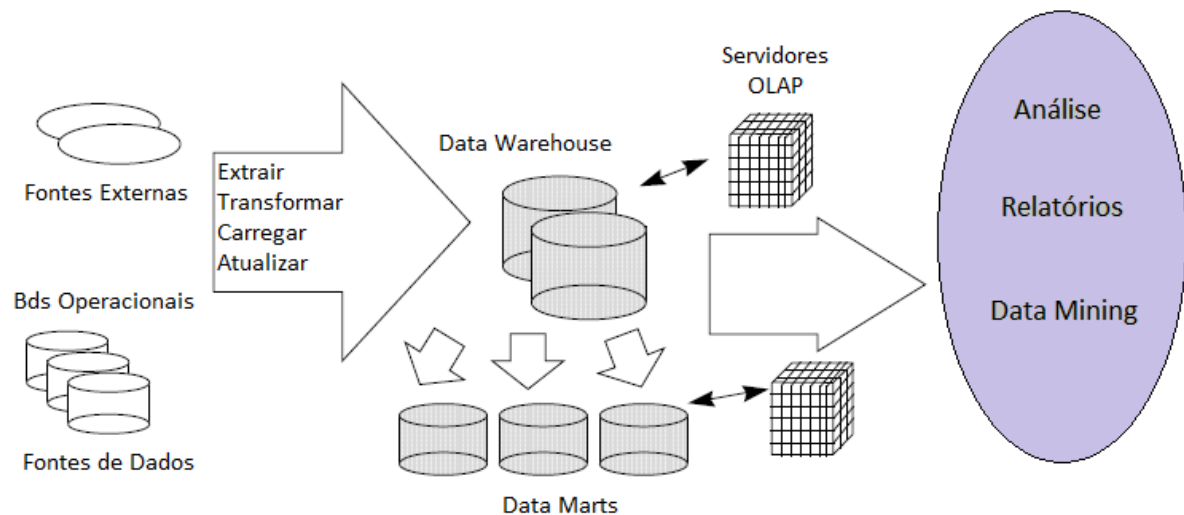 Fontes Externas
Bds Operacionais
Fontes de Dados
Extrair
Transformar
Carregar
Atualizar
Data Warehouse
Servidores
OLAP
Data Marts
Análise
Relatórios
Data Mining